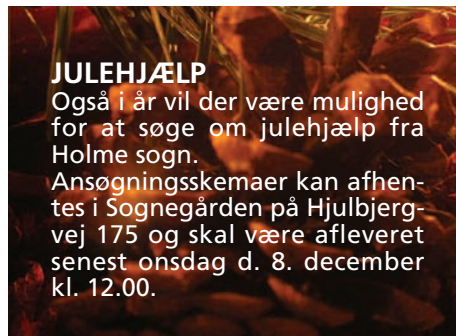 JULEHJÆLP
Også i år vil der være mulighed
for at søge om julehjælp fra
Holme sogn.
Ansøgningsskemaer kan afhen-
tes i Sognegården på Hjulbjerg-
vej 175 og skal være afleveret
senest onsdag d. 8. december
kl. 12.00.